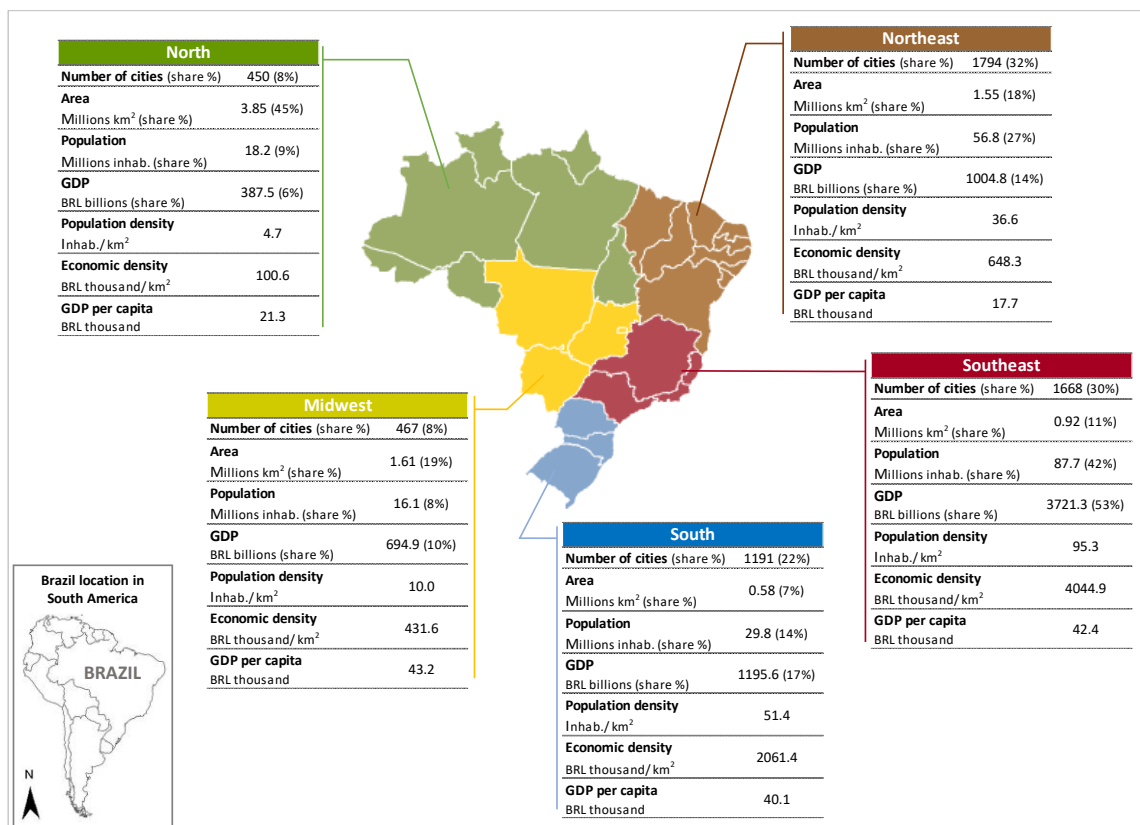 North
Number of cities (share %) 450 (8%)
Area
Millions km² (share %)
3.85 (45%)
Population
Millions inhab. (share %)
18.2 (9%)
GDP
BRL billions (share %)
387.5 (6%)
Population density
Inhab./km²
4.7
Economic density
BRL thousand/km²
100.6
GDP per capita
BRL thousand
21.3
Northeast
Number of cities (share %) 1794 (32%)
Area
Millions km² (share %)
1.55 (18%)
Population
Millions inhab. (share %)
56.8 (27%)
GDP
BRL billions (share %)
1004.8 (14%)
Population density
Inhab./km²
36.6
Economic density
BRL thousand/km²
648.3
GDP per capita
BRL thousand
17.7
Southeast
Number of cities (share %) 1668 (30%)
Area
Millions km² (share %)
0.92 (11%)
Population
Millions inhab. (share %)
87.7 (42%)
GDP
BRL billions (share %)
3721.3 (53%)
Population density
Inhab./km²
95.3
Economic density
BRL thousand/km²
4044.9
GDP per capita
BRL thousand
42.4
Midwest
Number of cities (share %) 467 (8%)
Area
Millions km² (share %)
1.61 (19%)
Population
Millions inhab. (share %)
16.1 (8%)
GDP
BRL billions (share %)
694.9 (10%)
Population density
Inhab./km²
10.0
Economic density
BRL thousand/km²
431.6
GDP per capita
BRL thousand
43.2
South
Number of cities (share %) 1191 (22%)
Area
Millions km² (share %)
0.58 (7%)
Population
Millions inhab. (share %)
29.8 (14%)
GDP
BRL billions (share %)
1195.6 (17%)
Population density
Inhab./km²
51.4
Economic density
BRL thousand/km²
2061.4
GDP per capita
BRL thousand
40.1
Brazil location in
South America
BRAZIL
N